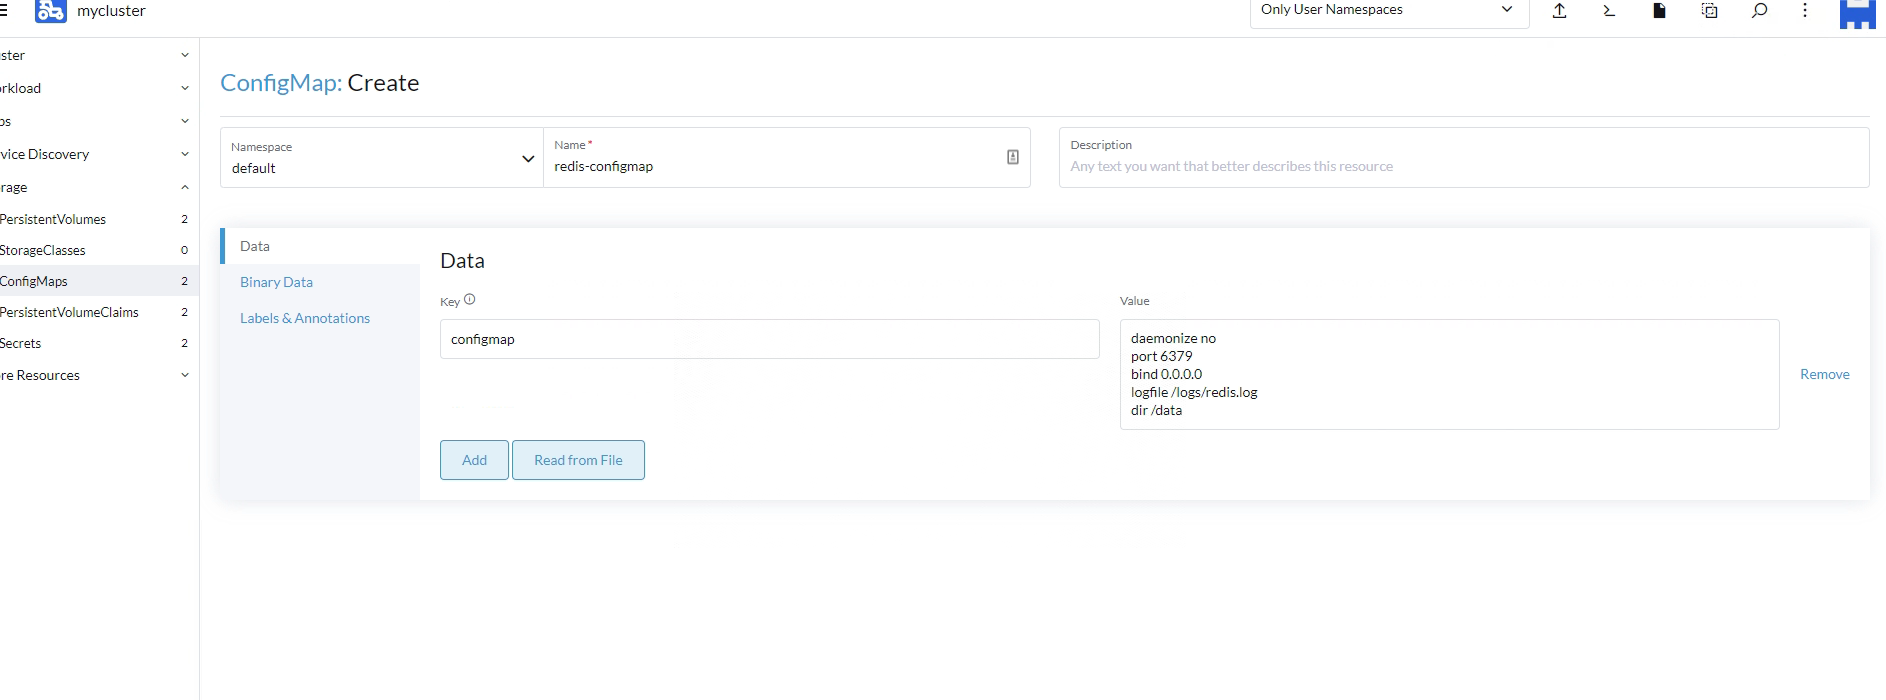 mycluster
Only User Namespaces
ster
rkload
ps
vice Discovery
rage
PersistentVolumes 2
StorageClasses 0
ConfigMaps 2
PersistentVolumeClaims 2
Secrets 2
re Resources
ConfigMap: Create
Namespace
default
Name *
redis-configmap
Description
Any text you want that better describes this resource
Data
Binary Data
Labels & Annotations
Data
Key
configmap
Value
daemonize no
port 6379
bind 0.0.0.0
logfile /logs/redis.log
dir /data
Remove
Add
Read from File